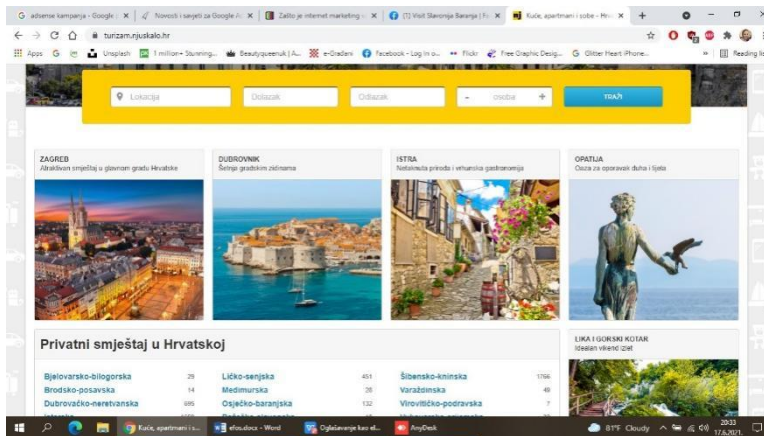 adsense kampanja - Google
Novosti i savjeti za Google A
Zašto je internet marketing
(1) Visit Slavonija Baranja | F
Kuće, apartmani i sobe - Hrv
turizam.njuskalo.hr
Apps
Unsplash
1 million+ Stunning...
Beautyqueenuk | A...
e-Građani
Facebook - Log In o...
Flickr
Free Graphic Desig...
Glitter Heart iPhone...
Reading lis
Lokacija
Dolazak
Odlazak
- osoba +
TRAŽI
ZAGREB
Atraktivan smještaj u glavnom gradu Hrvatske
DUBROVNIK
Šetnja gradskim zidinama
ISTRA
Netaknuta priroda i vrhunska gastronomija
OPATIJA
Oaza za oporavak duha i tijela
Privatni smještaj u Hrvatskoj
LIKA I GORSKI KOTAR
Idealan vikend izlet
Bjelovarsko-bilogorska 29
Ličko-senjska 451
Šibensko-kninska 1766
Brodsko-posavska 14
Međimurska 20
Varaždinska 49
Dubrovačko-neretvanska 695
Osječko-baranjska 132
Virovitičko-podravska 7
Kuće, apartmani i s...
efos.docx - Word
Oglašavanje kao el...
AnyDesk
81°F Cloudy
20:33
17.6.2021.